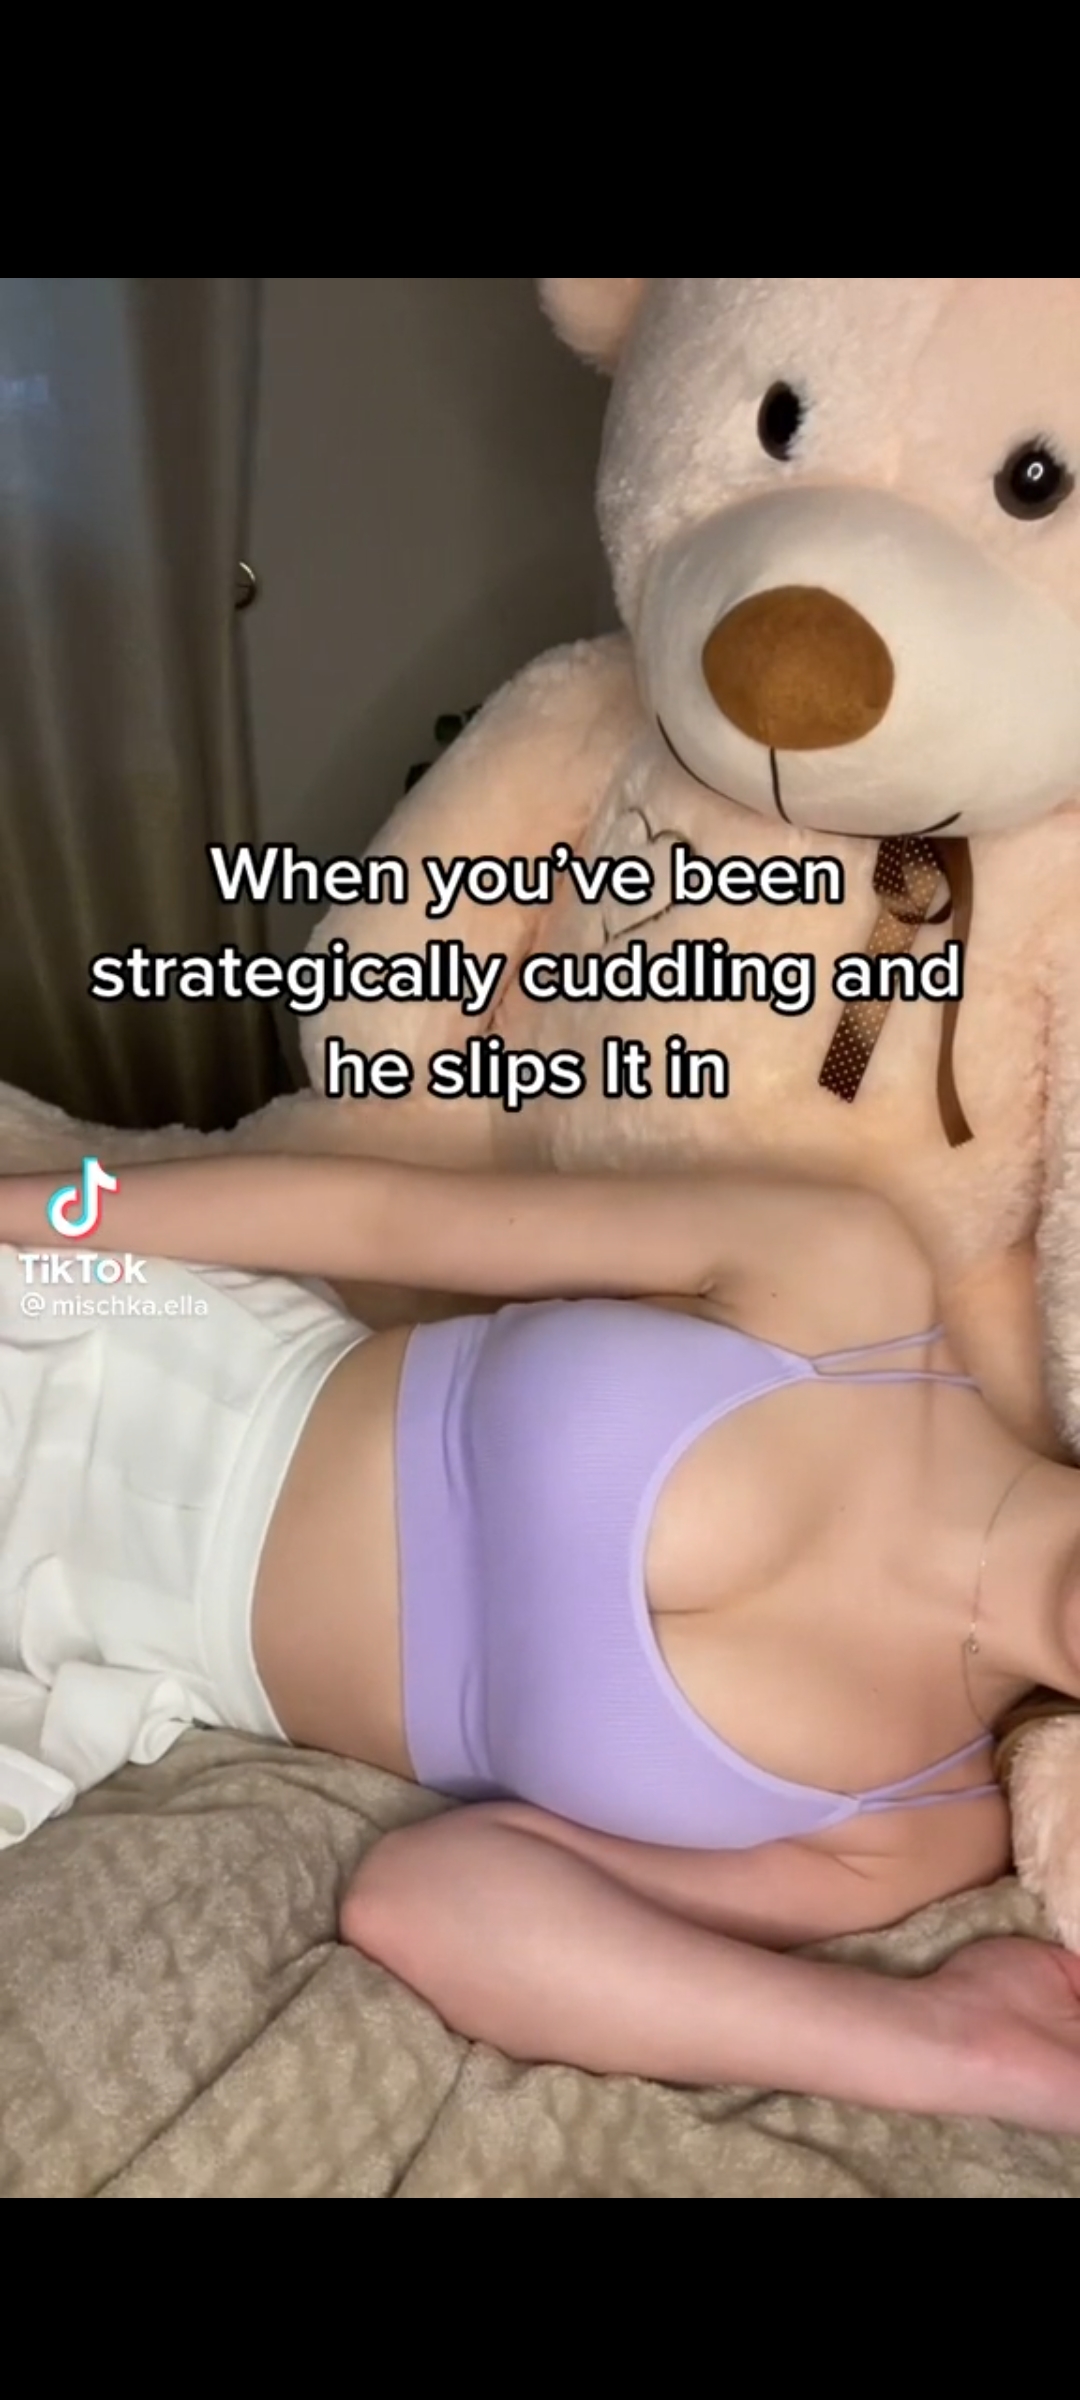 When you've been
strategically cuddling and
he slips It in
TikTok
@mischka.ella